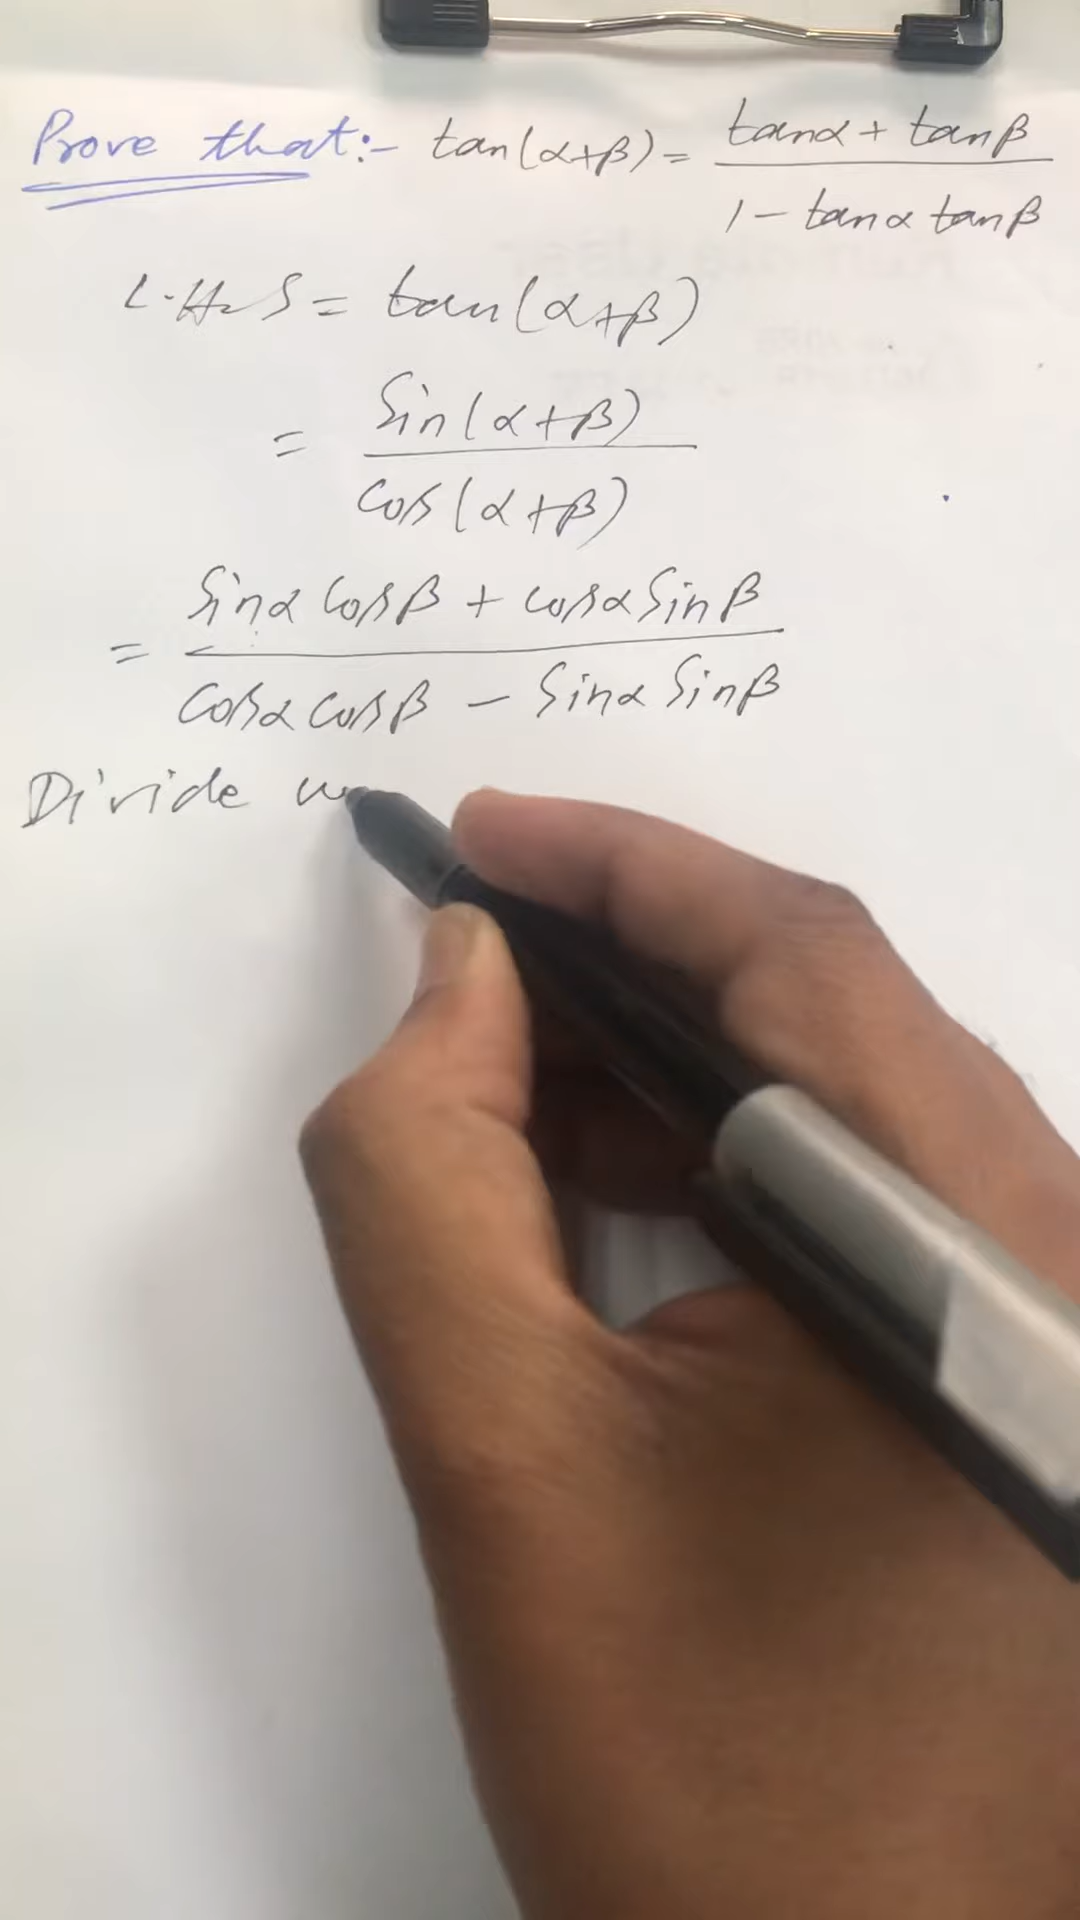 Prove that:- tan(α+β) = (tanα + tanβ) / (1 - tanα tanβ)
L.H.S = tan(α+β)
= Sin(α+β) / Cos(α+β)
= (Sinα Cosβ + Cosα Sinβ) / (Cosα Cosβ - Sinα Sinβ)
Divide